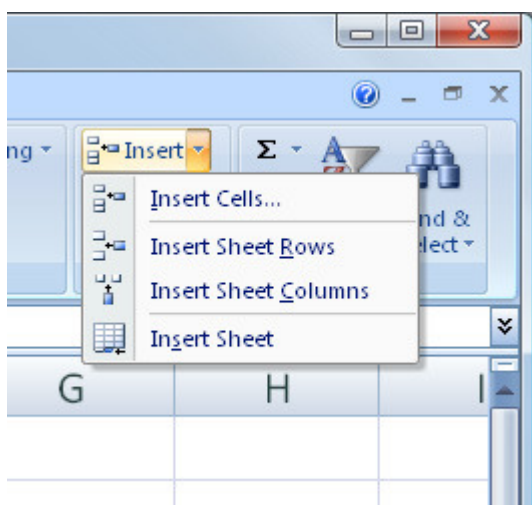 ng
Insert
Σ
Insert Cells...
nd &
Insert Sheet Rows
lect
Insert Sheet Columns
Insert Sheet
G H I